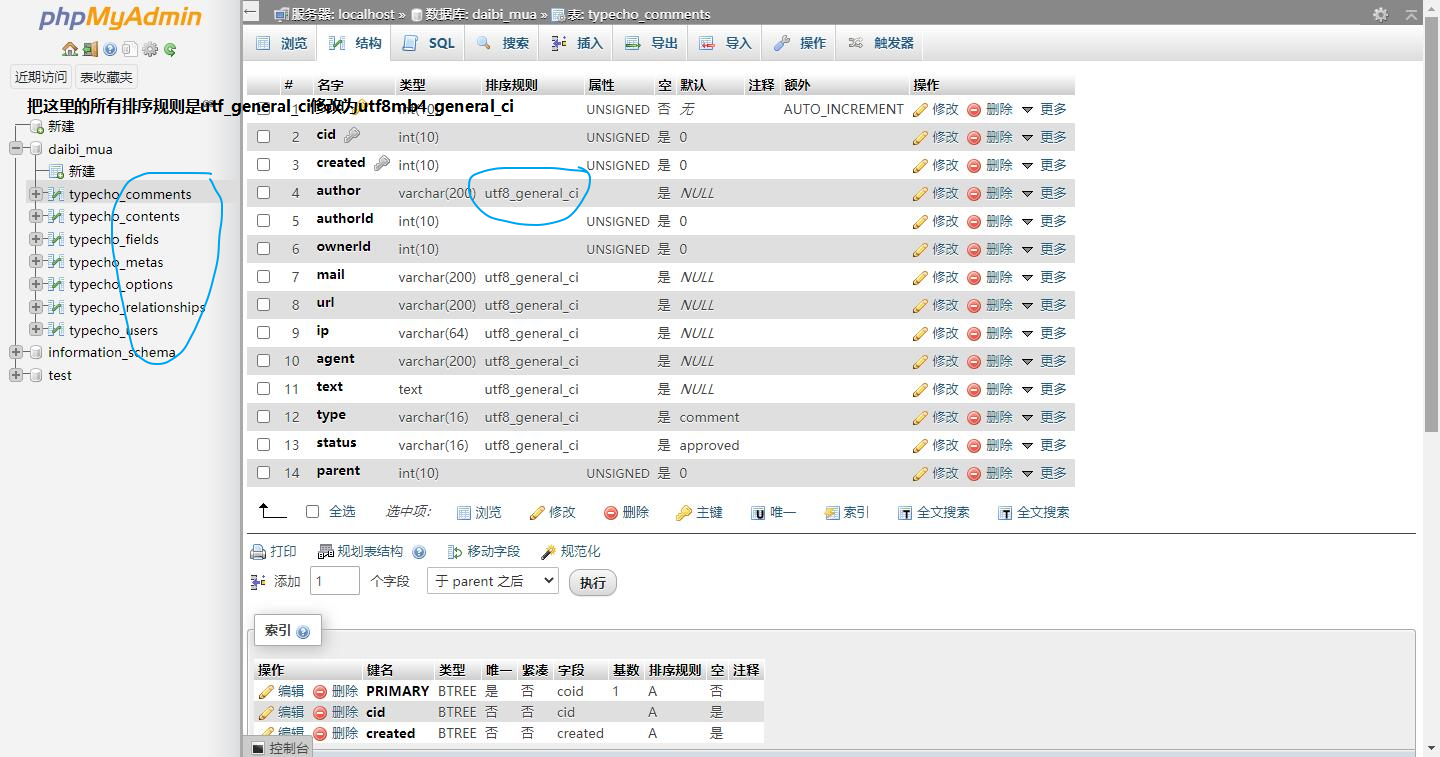 phpMyAdmin
近期访问 表收藏夹
把这里的所有排序规则是utf_general_ci修改为utf8mb4_general_ci
新建
daibi_mua
新建
typecho_comments
typecho_contents
typecho_fields
typecho_metas
typecho_options
typecho_relationships
typecho_users
information_schema
test
服务器: localhost » 数据库: daibi_mua » 表: typecho_comments
浏览 结构 SQL 搜索 插入 导出 导入 操作 触发器
# 名字 类型 排序规则 属性 空 默认 注释 额外 操作
1 UNSIGNED 否 无 AUTO_INCREMENT 修改 删除 更多
2 cid int(10) UNSIGNED 是 0 修改 删除 更多
3 created int(10) UNSIGNED 是 0 修改 删除 更多
4 author varchar(200) utf8_general_ci 是 NULL 修改 删除 更多
5 authorId int(10) UNSIGNED 是 0 修改 删除 更多
6 ownerId int(10) UNSIGNED 是 0 修改 删除 更多
7 mail varchar(200) utf8_general_ci 是 NULL 修改 删除 更多
8 url varchar(200) utf8_general_ci 是 NULL 修改 删除 更多
9 ip varchar(64) utf8_general_ci 是 NULL 修改 删除 更多
10 agent varchar(200) utf8_general_ci 是 NULL 修改 删除 更多
11 text text utf8_general_ci 是 NULL 修改 删除 更多
12 type varchar(16) utf8_general_ci 是 comment 修改 删除 更多
13 status varchar(16) utf8_general_ci 是 approved 修改 删除 更多
14 parent int(10) UNSIGNED 是 0 修改 删除 更多
全选 选中项: 浏览 修改 删除 主键 唯一 索引 全文搜索 全文搜索
打印 规划表结构 移动字段 规范化
添加 1 个字段 于 parent 之后 执行
索引
操作 键名 类型 唯一 紧凑 字段 基数 排序规则 空 注释
编辑 删除 PRIMARY BTREE 是 否 coid 1 A 否
编辑 删除 cid BTREE 否 否 cid A 是
编辑 删除 created BTREE 否 否 created A 是
控制台